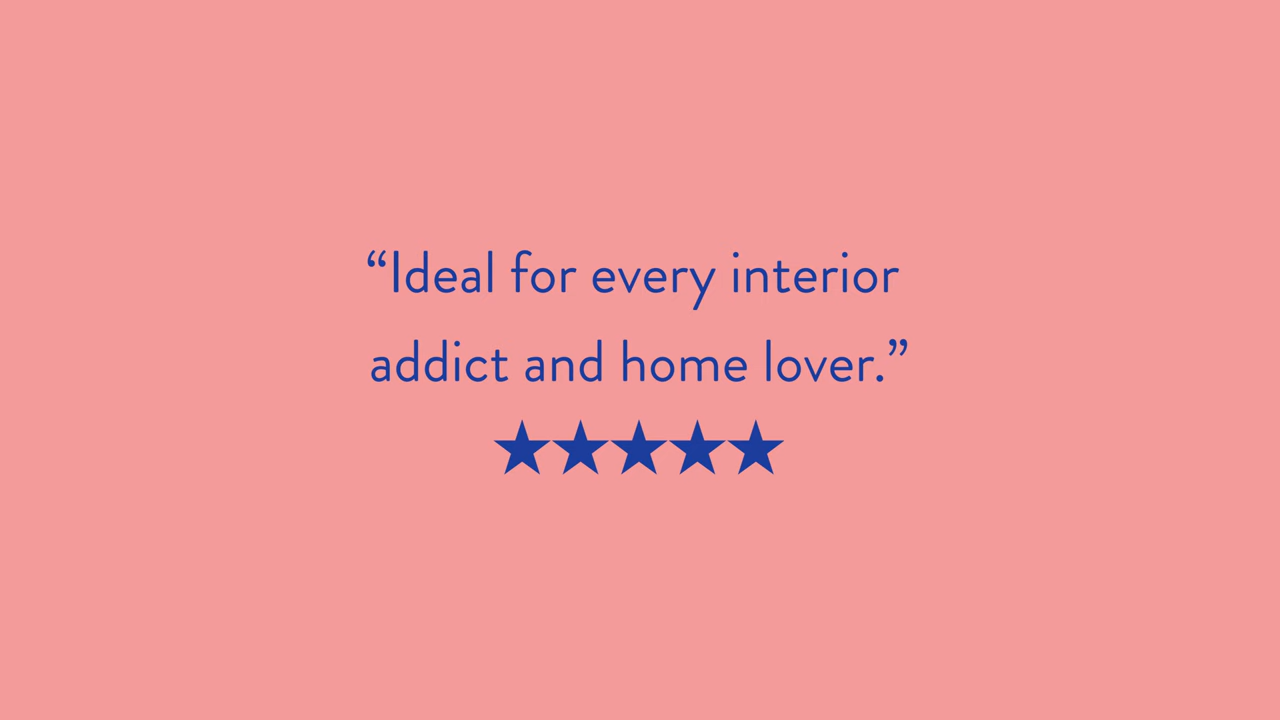 “Ideal for every interior
addict and home lover.”
★★★★★